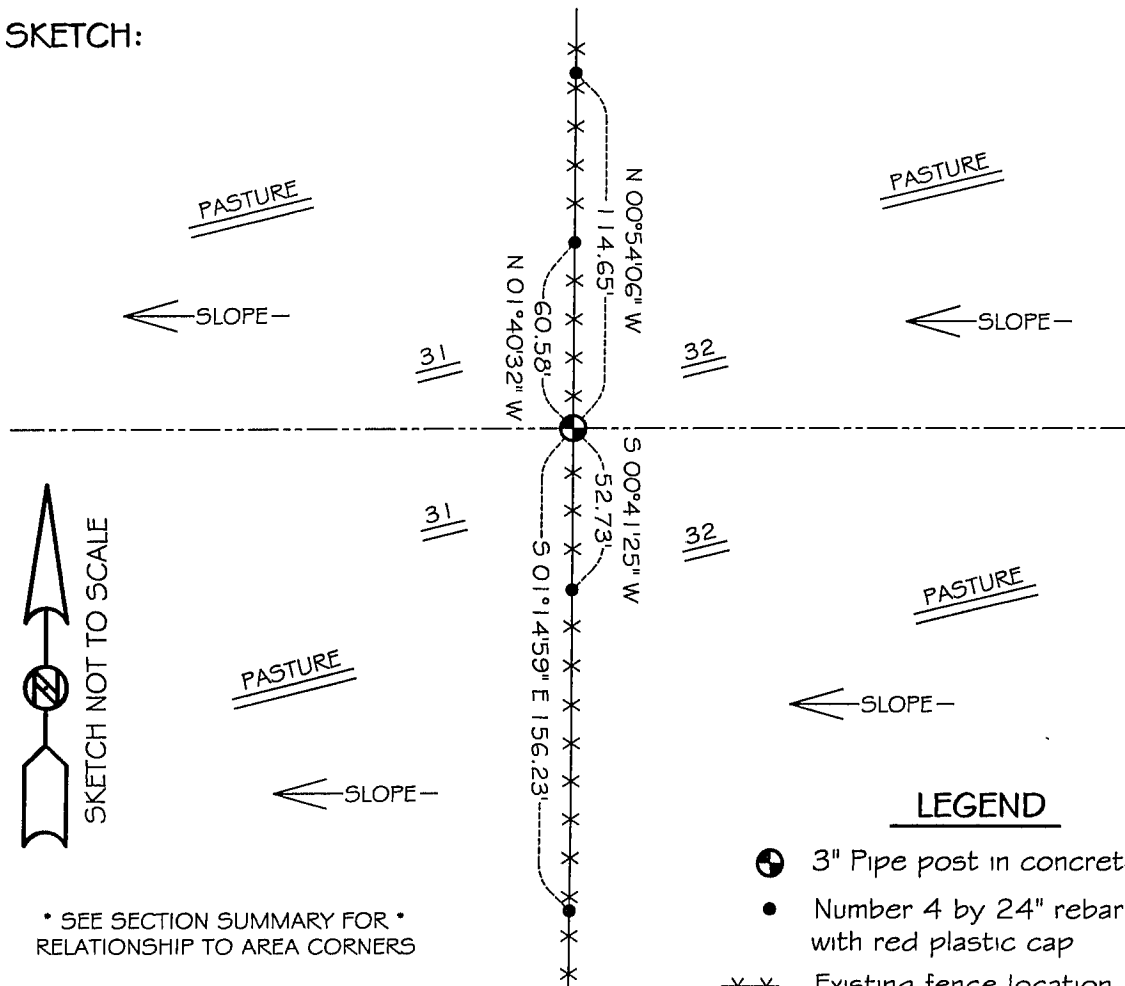 SKETCH:
PASTURE
PASTURE
N 00°54'06" W
114.65'
60.58'
N 01°40'32" W
SLOPE
SLOPE
31
32
31
32
S 00°41'25" W
52.73'
S 01°14'59" E 156.23'
PASTURE
PASTURE
SLOPE
SLOPE
N
SKETCH NOT TO SCALE
* SEE SECTION SUMMARY FOR *
RELATIONSHIP TO AREA CORNERS
LEGEND
3" Pipe post in concret
Number 4 by 24" rebar
with red plastic cap
Existing fence location